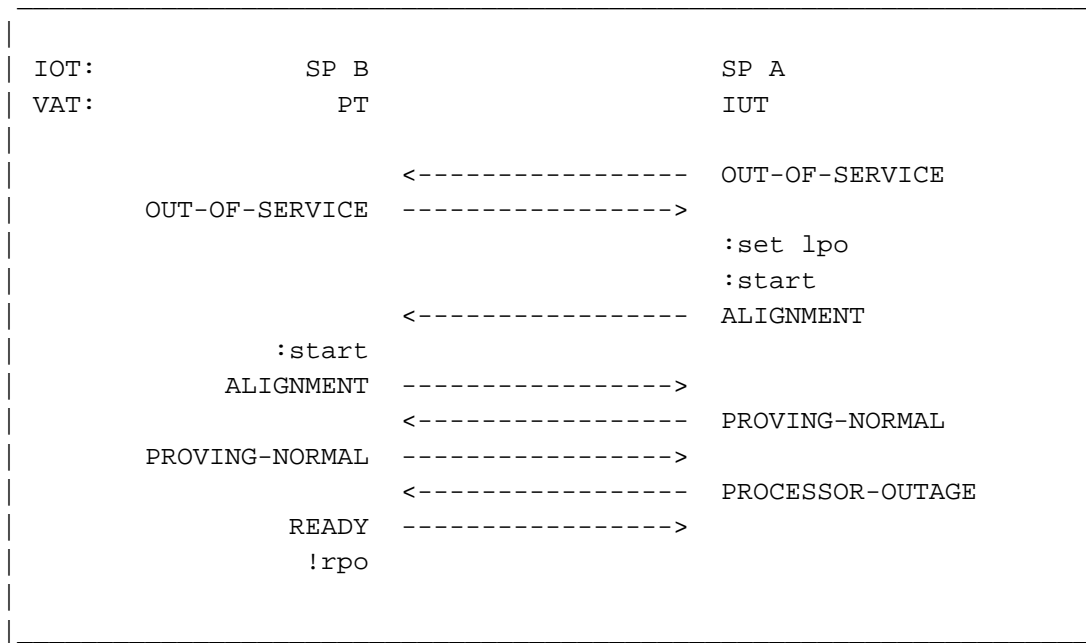 IOT: SP B SP A
VAT: PT IUT
<----------------- OUT-OF-SERVICE
OUT-OF-SERVICE ----------------->
:set lpo
:start
<----------------- ALIGNMENT
:start
ALIGNMENT ----------------->
<----------------- PROVING-NORMAL
PROVING-NORMAL ----------------->
<----------------- PROCESSOR-OUTAGE
READY ----------------->
!rpo